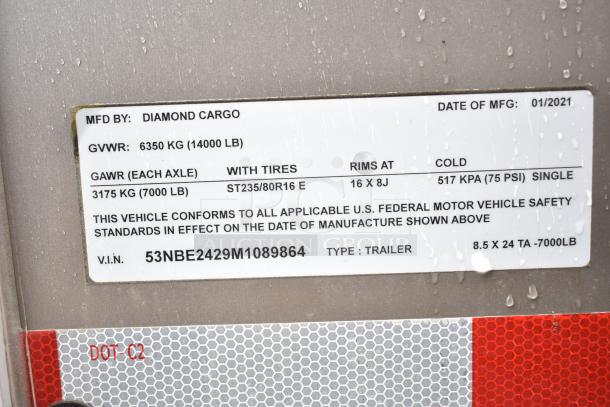 MFD BY: DIAMOND CARGO DATE OF MFG: 01/2021
GVWR: 6350 KG (14000 LB)
GAWR (EACH AXLE) WITH TIRES RIMS AT COLD
3175 KG (7000 LB) ST235/80R16 E 16 X 8J 517 KPA (75 PSI) SINGLE
THIS VEHICLE CONFORMS TO ALL APPLICABLE U.S. FEDERAL MOTOR VEHICLE SAFETY
STANDARDS IN EFFECT ON THE DATE OF MANUFACTURE SHOWN ABOVE
V.I.N. 53NBE2429M1089864 TYPE : TRAILER 8.5 X 24 TA -7000LB
AUCTION GROUP
DOT C2